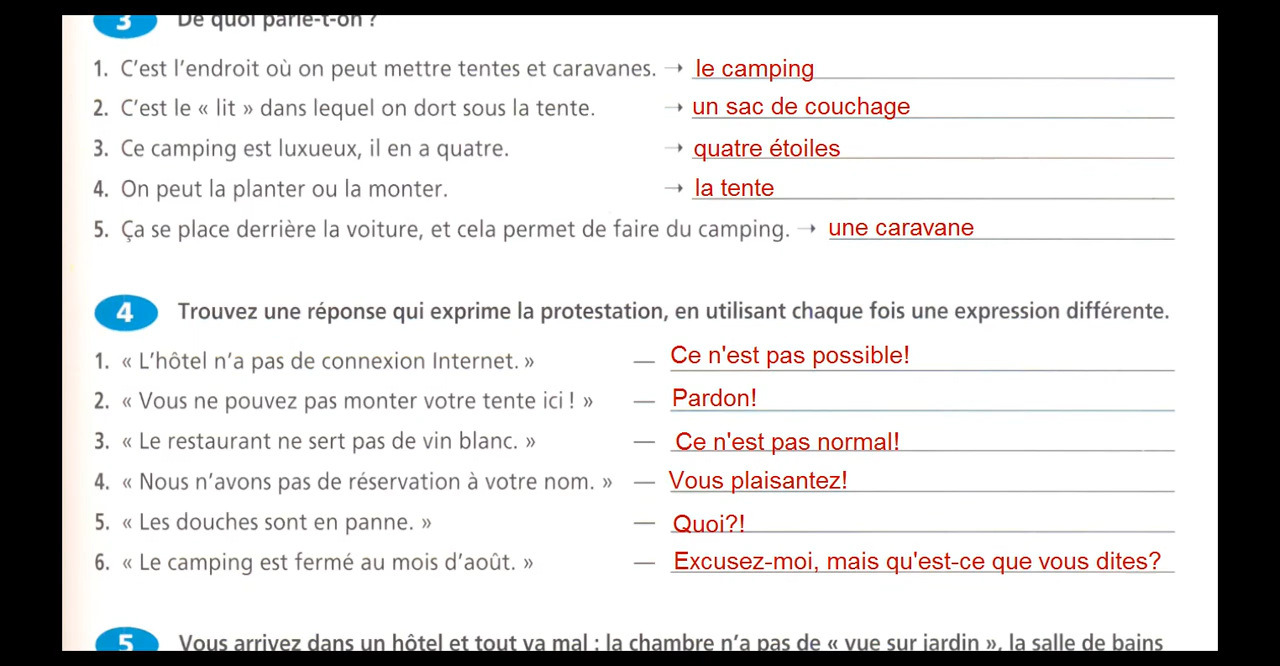 3 De quoi parle-t-on ?
1. C'est l'endroit où on peut mettre tentes et caravanes. → le camping
2. C'est le « lit » dans lequel on dort sous la tente. → un sac de couchage
3. Ce camping est luxueux, il en a quatre. → quatre étoiles
4. On peut la planter ou la monter. → la tente
5. Ça se place derrière la voiture, et cela permet de faire du camping. → une caravane
4 Trouvez une réponse qui exprime la protestation, en utilisant chaque fois une expression différente.
1. « L'hôtel n'a pas de connexion Internet. » — Ce n'est pas possible!
2. « Vous ne pouvez pas monter votre tente ici ! » — Pardon!
3. « Le restaurant ne sert pas de vin blanc. » — Ce n'est pas normal!
4. « Nous n'avons pas de réservation à votre nom. » — Vous plaisantez!
5. « Les douches sont en panne. » — Quoi?!
6. « Le camping est fermé au mois d'août. » — Excusez-moi, mais qu'est-ce que vous dites?
5 Vous arrivez dans un hôtel et tout va mal : la chambre n'a pas de « vue sur jardin », la salle de bains